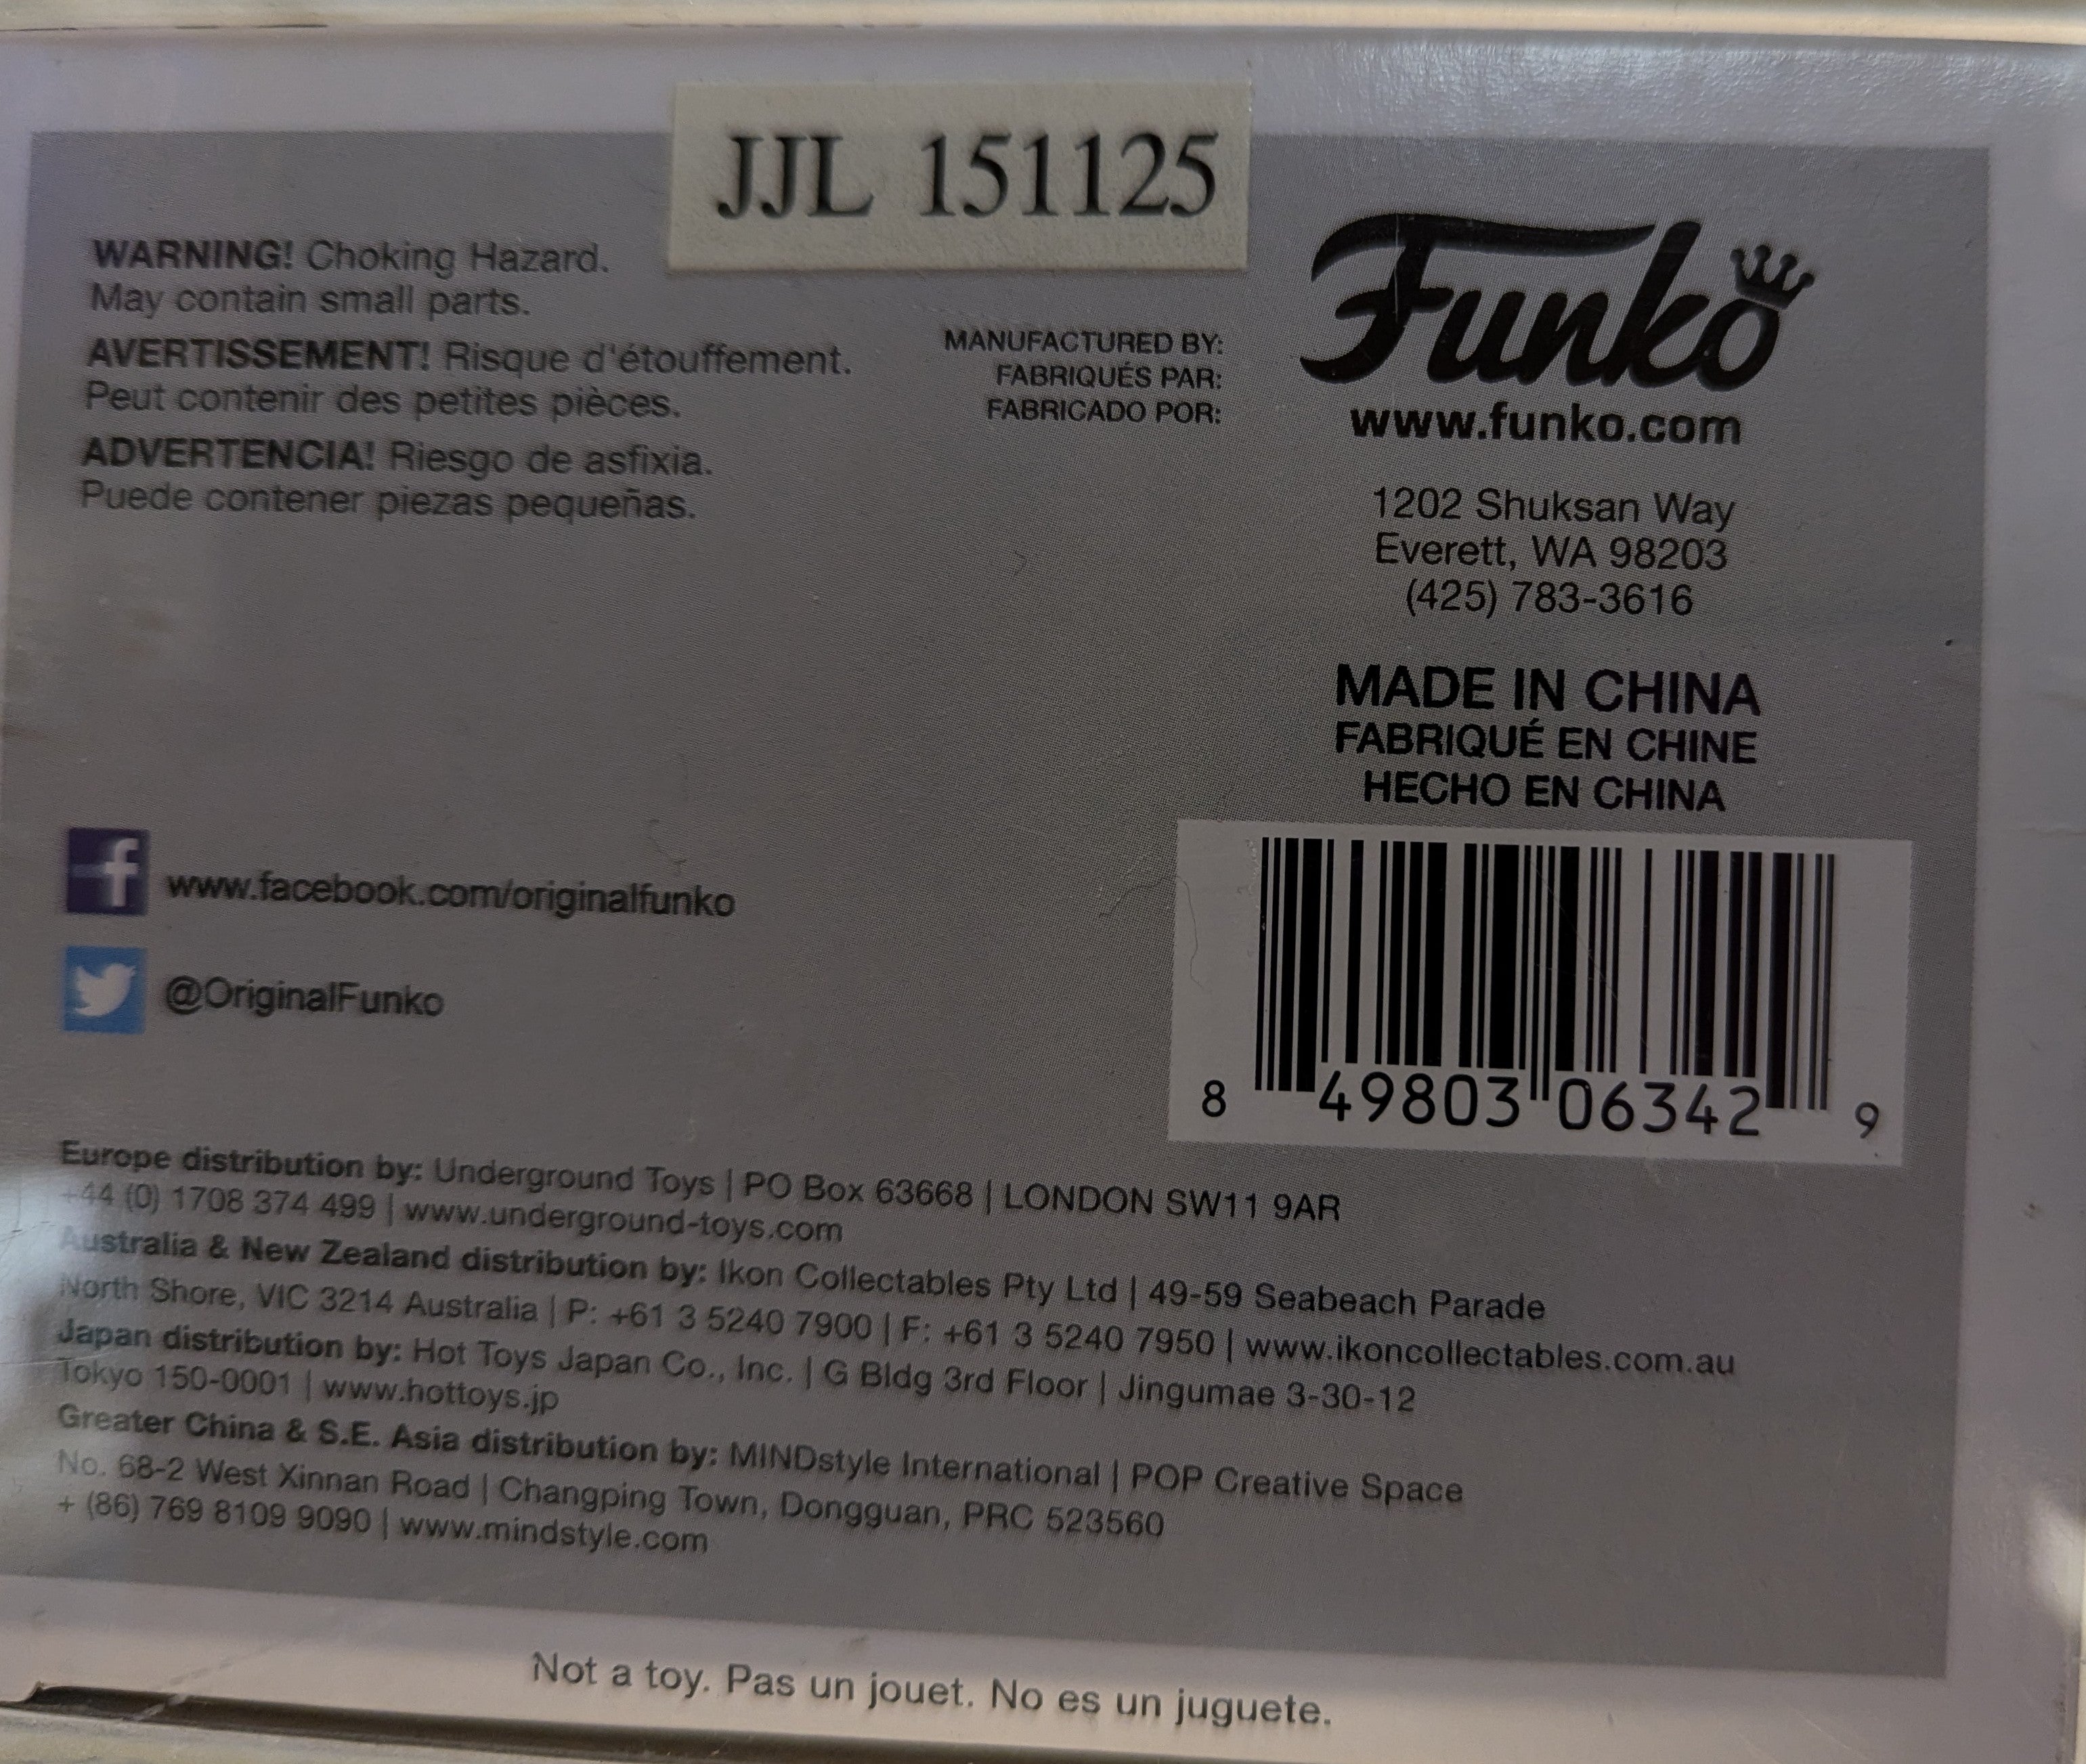 JJL 151125
WARNING! Choking Hazard.
May contain small parts.
AVERTISSEMENT! Risque d'étouffement.
Peut contenir des petites pièces.
ADVERTENCIA! Riesgo de asfixia.
Puede contener piezas pequeñas.
MANUFACTURED BY:
FABRIQUÉS PAR:
FABRICADO POR:
Funko
www.funko.com
1202 Shuksan Way
Everett, WA 98203
(425) 783-3616
MADE IN CHINA
FABRIQUÉ EN CHINE
HECHO EN CHINA
f www.facebook.com/originalfunko
@OriginalFunko
8 49803 06342 9
Europe distribution by: Underground Toys | PO Box 63668 | LONDON SW11 9AR
+44 (0) 1708 374 499 | www.underground-toys.com
Australia & New Zealand distribution by: Ikon Collectables Pty Ltd | 49-59 Seabeach Parade
North Shore, VIC 3214 Australia | P: +61 3 5240 7900 | F: +61 3 5240 7950 | www.ikoncollectables.com.au
Japan distribution by: Hot Toys Japan Co., Inc. | G Bldg 3rd Floor | Jingumae 3-30-12
Tokyo 150-0001 | www.hottoys.jp
Greater China & S.E. Asia distribution by: MINDstyle International | POP Creative Space
No. 68-2 West Xinnan Road | Changping Town, Dongguan, PRC 523560
+ (86) 769 8109 9090 | www.mindstyle.com
Not a toy. Pas un jouet. No es un juguete.